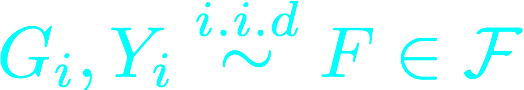 $G_i, Y_i \overset{i.i.d}{\sim} F \in \mathcal{F}$